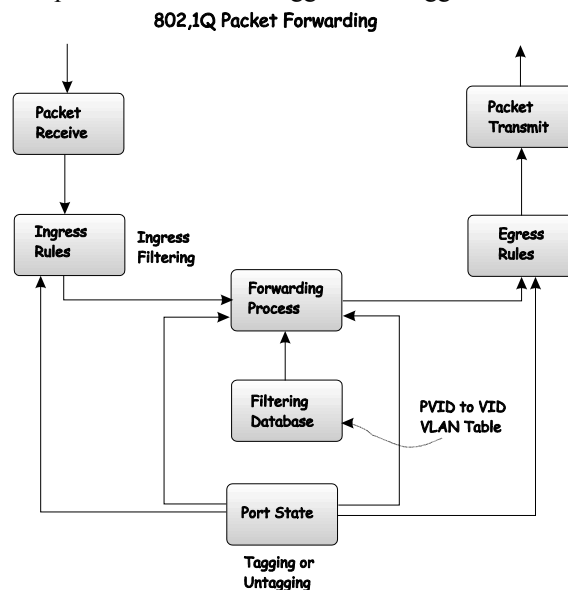 802,1Q Packet Forwarding
Packet
Receive
Packet
Transmit
Ingress
Rules
Ingress
Filtering
Egress
Rules
Forwarding
Process
Filtering
Database
PVID to VID
VLAN Table
Port State
Tagging or
Untagging